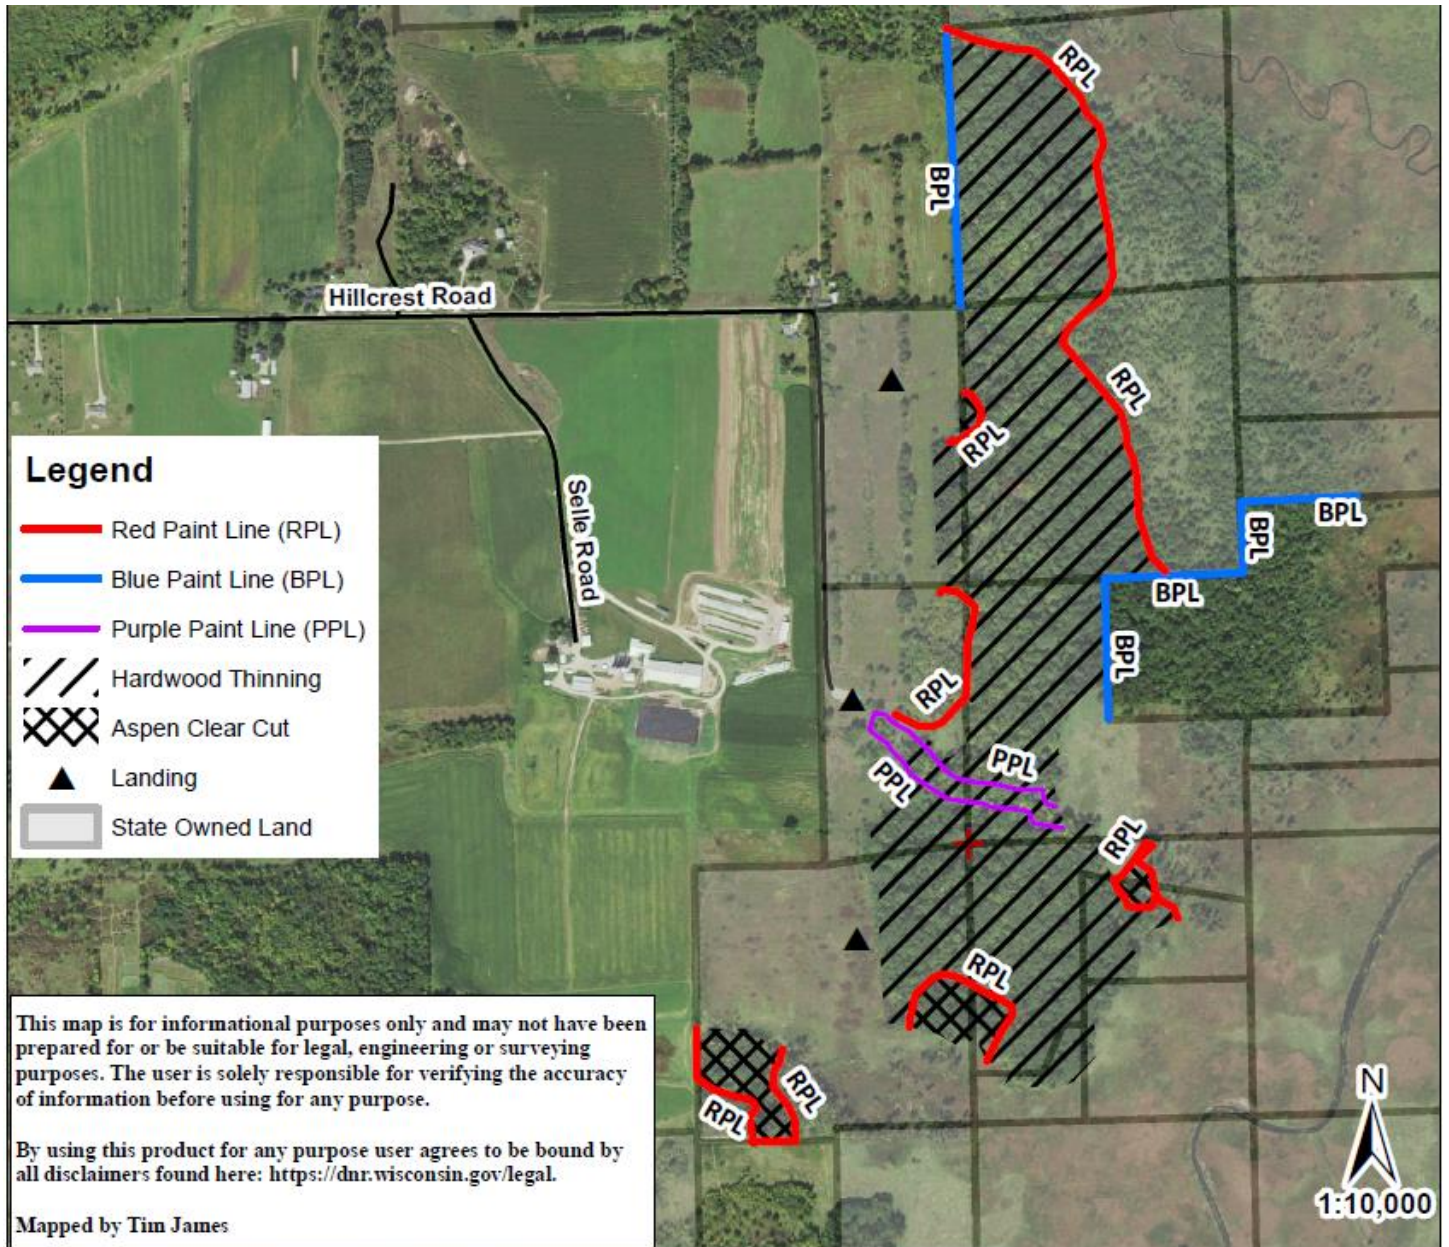 RPL
BPL
Hillcrest Road
RPL
RPL
Legend
Red Paint Line (RPL)
Blue Paint Line (BPL)
Purple Paint Line (PPL)
Hardwood Thinning
Aspen Clear Cut
Landing
State Owned Land
Selle Road
BPL
BPL
BPL
BPL
RPL
PPL
PPL
RPL
RPL
RPL
RPL
This map is for informational purposes only and may not have been
prepared for or be suitable for legal, engineering or surveying
purposes. The user is solely responsible for verifying the accuracy
of information before using for any purpose.
By using this product for any purpose user agrees to be bound by
all disclaimers found here: https://dnr.wisconsin.gov/legal.
Mapped by Tim James
N
1:10,000